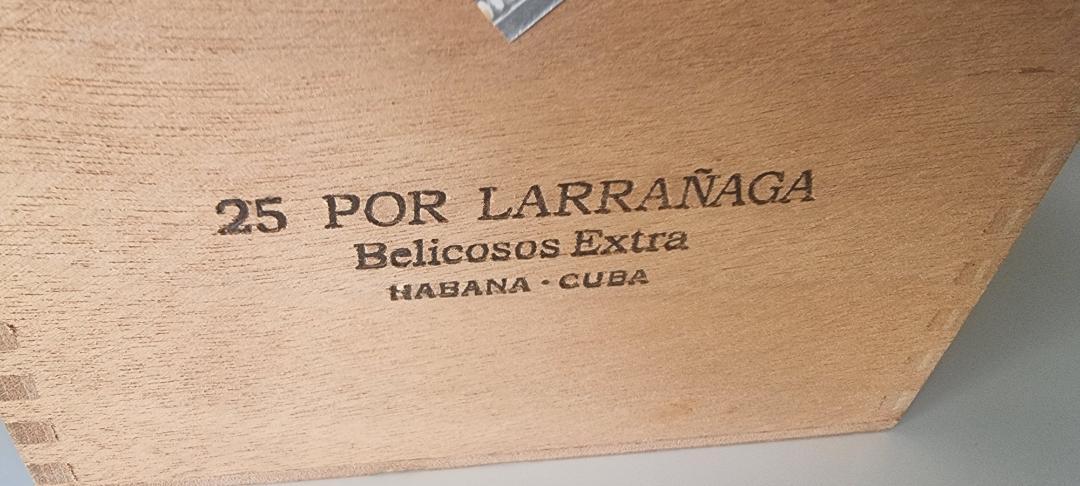 25 POR LARRAÑAGA
Belicosos Extra
HABANA · CUBA